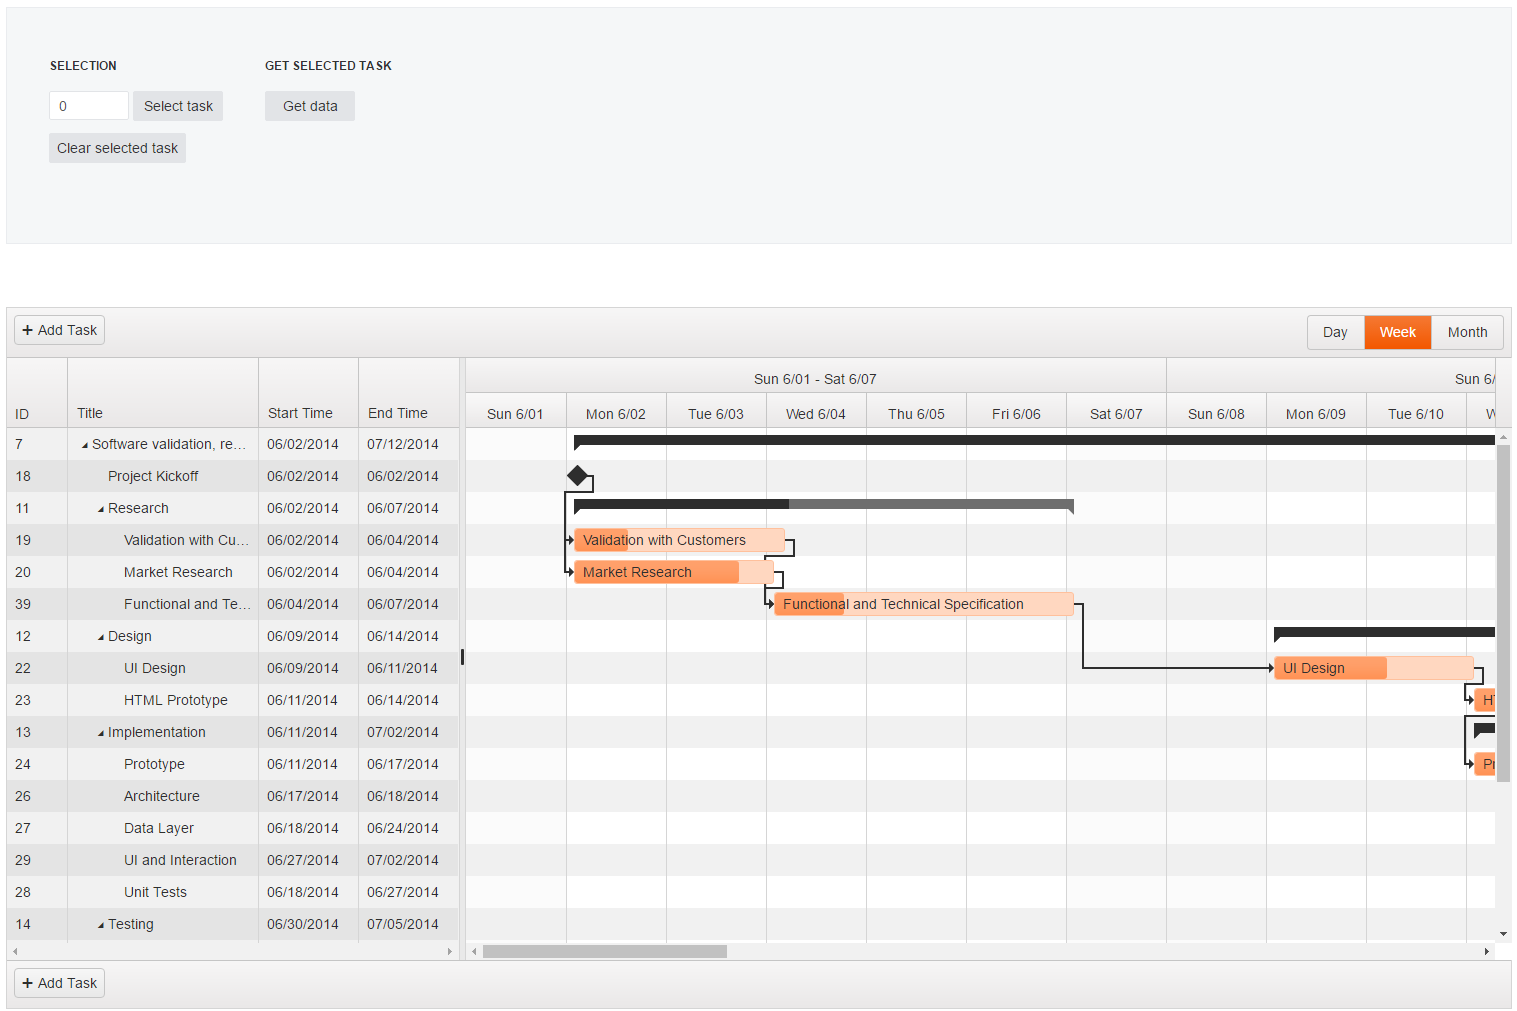 SELECTION GET SELECTED TASK
0 Select task Get data
Clear selected task
+ Add Task Day Week Month
Sun 6/01 - Sat 6/07 Sun 6/
ID Title Start Time End Time Sun 6/01 Mon 6/02 Tue 6/03 Wed 6/04 Thu 6/05 Fri 6/06 Sat 6/07 Sun 6/08 Mon 6/09 Tue 6/10 W
7 Software validation, re... 06/02/2014 07/12/2014
18 Project Kickoff 06/02/2014 06/02/2014
11 Research 06/02/2014 06/07/2014
19 Validation with Cu... 06/02/2014 06/04/2014 Validation with Customers
20 Market Research 06/02/2014 06/04/2014 Market Research
39 Functional and Te... 06/04/2014 06/07/2014 Functional and Technical Specification
12 Design 06/09/2014 06/14/2014
22 UI Design 06/09/2014 06/11/2014 UI Design
23 HTML Prototype 06/11/2014 06/14/2014 HT
13 Implementation 06/11/2014 07/02/2014
24 Prototype 06/11/2014 06/17/2014 Pr
26 Architecture 06/17/2014 06/18/2014
27 Data Layer 06/18/2014 06/24/2014
29 UI and Interaction 06/27/2014 07/02/2014
28 Unit Tests 06/18/2014 06/27/2014
14 Testing 06/30/2014 07/05/2014
+ Add Task